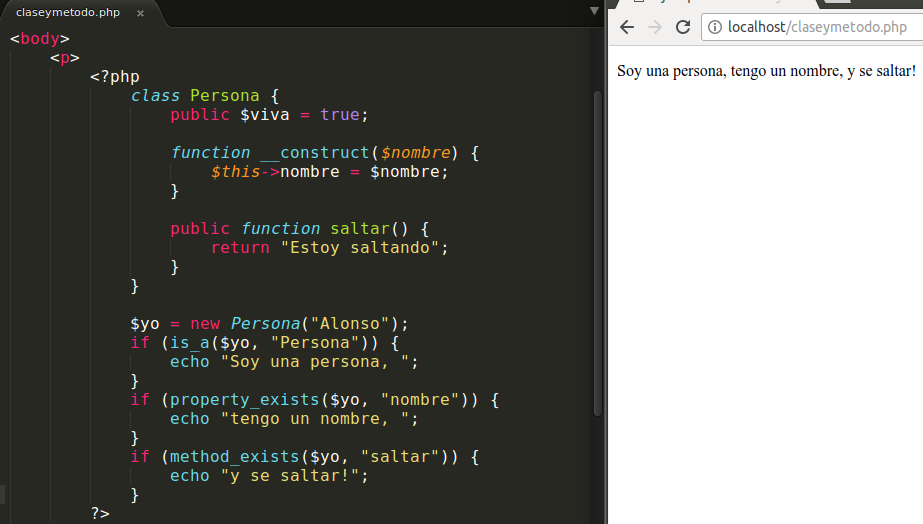 claseymetodo.php ×
<body>
<p>
<?php
class Persona {
public $viva = true;
function __construct($nombre) {
$this->nombre = $nombre;
}
public function saltar() {
return "Estoy saltando";
}
}
$yo = new Persona("Alonso");
if (is_a($yo, "Persona")) {
echo "Soy una persona, ";
}
if (property_exists($yo, "nombre")) {
echo "tengo un nombre, ";
}
if (method_exists($yo, "saltar")) {
echo "y se saltar!";
}
?>
localhost/claseymetodo.php
Soy una persona, tengo un nombre, y se saltar!